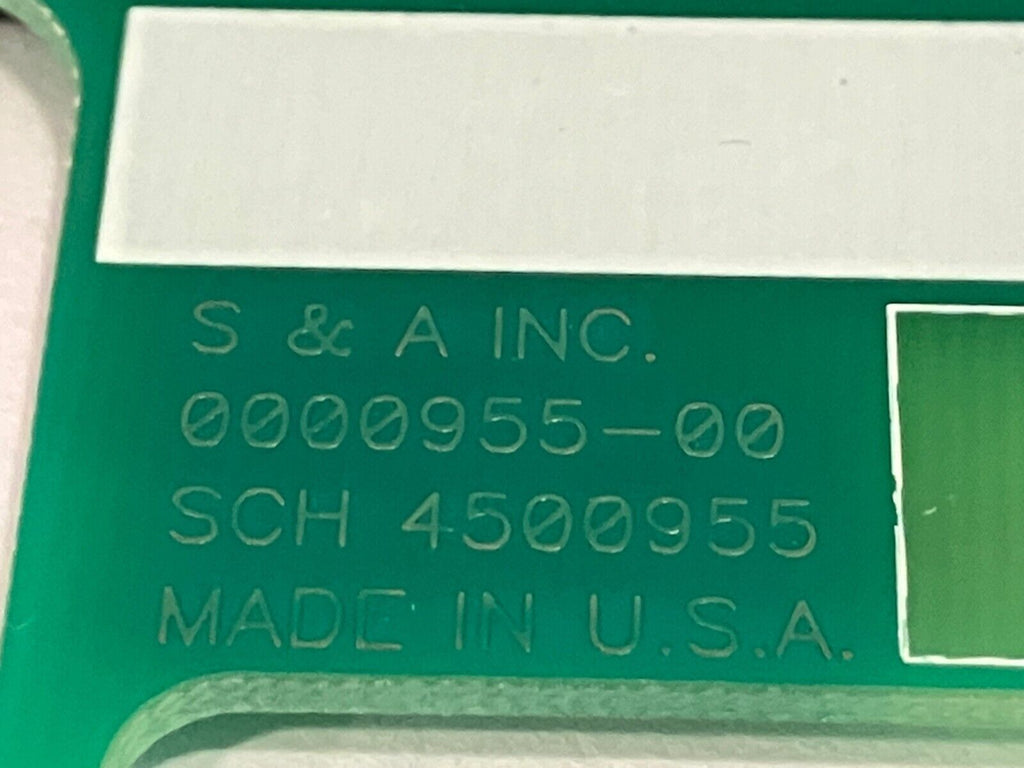 S & A INC.
0000955-00
SCH 4500955
MADE IN U.S.A.